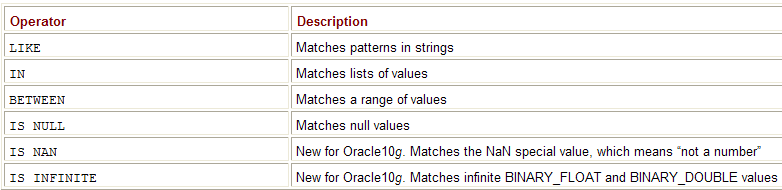 Operator Description
LIKE Matches patterns in strings
IN Matches lists of values
BETWEEN Matches a range of values
IS NULL Matches null values
IS NAN New for Oracle10g. Matches the NaN special value, which means “not a number”
IS INFINITE New for Oracle10g. Matches infinite BINARY_FLOAT and BINARY_DOUBLE values